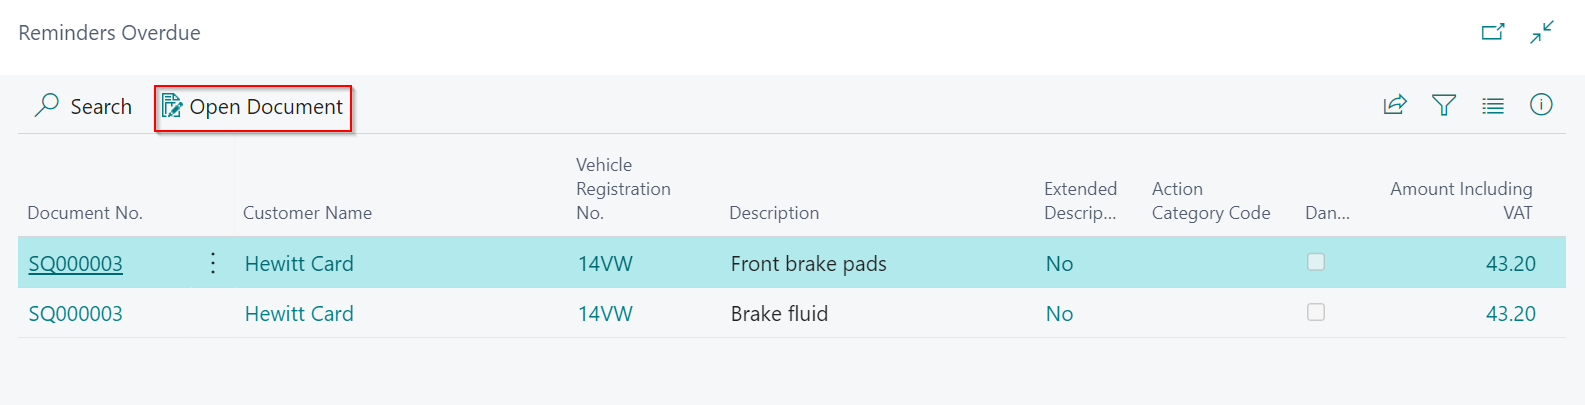 Reminders Overdue
Search Open Document
Document No. Customer Name Vehicle Registration No. Description Extended Descrip... Action Category Code Dan... Amount Including VAT
SQ000003 Hewitt Card 14VW Front brake pads No 43.20
SQ000003 Hewitt Card 14VW Brake fluid No 43.20